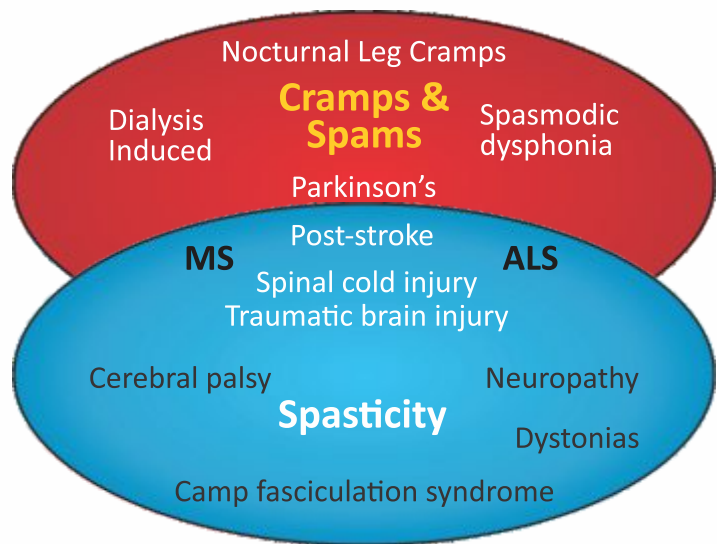 Nocturnal Leg Cramps
Cramps &
Spams
Dialysis
Induced
Spasmodic
dysphonia
Parkinson's
Post-stroke
MS
ALS
Spinal cold injury
Traumatic brain injury
Cerebral palsy
Neuropathy
Spasticity
Dystonias
Camp fasciculation syndrome